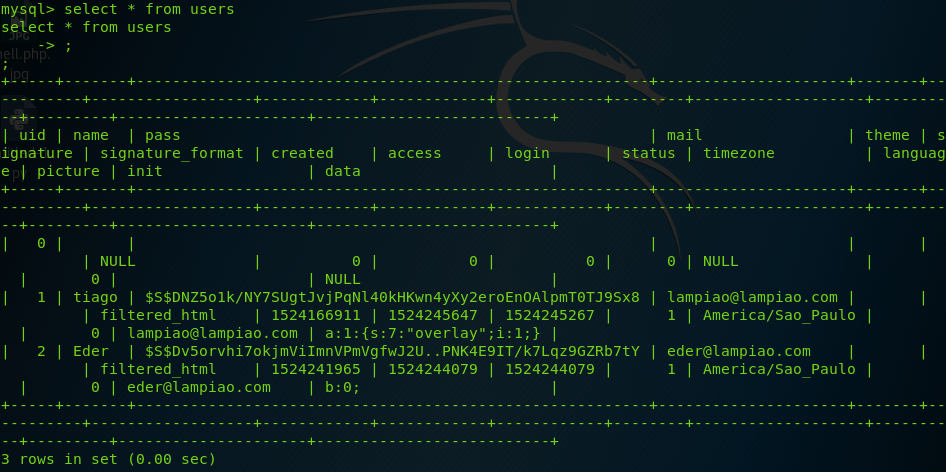 mysql> select * from users
select * from users
    -> ;
;
+-----+-------+---------------------------------------------------------+----------------------+-------+--
---------+------------------+------------+------------+------------+--------+------------------+--------
--+---------+--------------------+--------------------------+
| uid | name  | pass                                                    | mail                 | theme | s
ignature | signature_format | created    | access     | login      | status | timezone         | languag
e | picture | init               | data                     |
+-----+-------+---------------------------------------------------------+----------------------+-------+--
---------+------------------+------------+------------+------------+--------+------------------+--------
--+---------+--------------------+--------------------------+
|   0 |       |                                                         |                      |       |
         | NULL             |          0 |          0 |          0 |      0 | NULL             |
  |       0 |                    | NULL                     |
|   1 | tiago | $S$DNZ5o1k/NY7SUgtJvjPqNl40kHKwn4yXy2eroEnOAlpmT0TJ9Sx8 | lampiao@lampiao.com  |       |
         | filtered_html    | 1524166911 | 1524245647 | 1524245267 |      1 | America/Sao_Paulo |
  |       0 | lampiao@lampiao.com | a:1:{s:7:"overlay";i:1;} |
|   2 | Eder  | $S$Dv5orvhi7okjmViImnVPmVgfwJ2U..PNK4E9IT/k7Lqz9GZRb7tY | eder@lampiao.com     |       |
         | filtered_html    | 1524241965 | 1524244079 | 1524244079 |      1 | America/Sao_Paulo |
  |       0 | eder@lampiao.com   | b:0;                     |
+-----+-------+---------------------------------------------------------+----------------------+-------+--
---------+------------------+------------+------------+------------+--------+------------------+--------
--+---------+--------------------+--------------------------+
3 rows in set (0.00 sec)